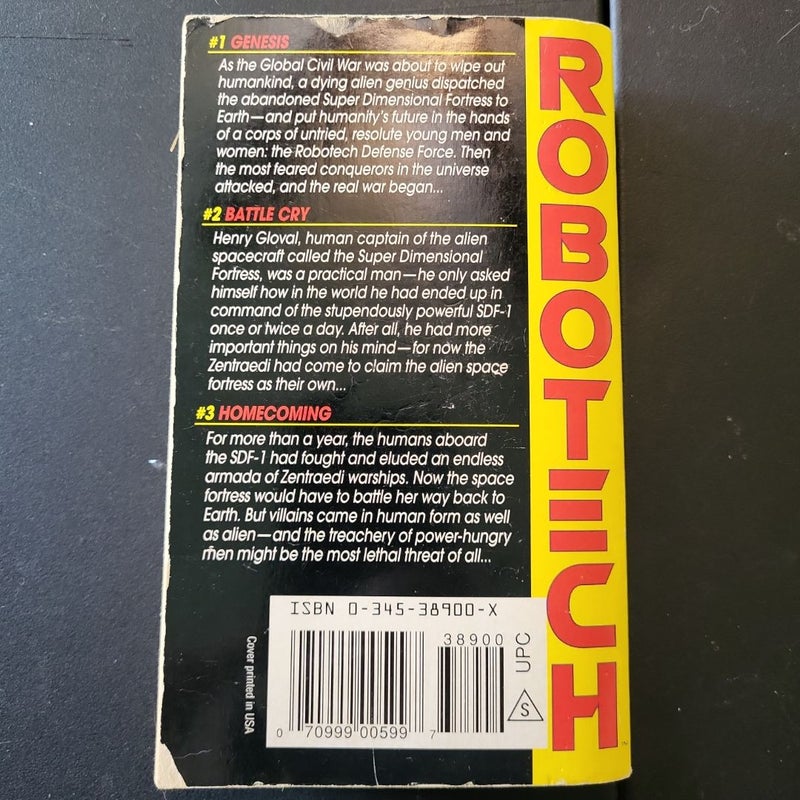 #1 GENESIS
As the Global Civil War was about to wipe out
humankind, a dying alien genius dispatched
the abandoned Super Dimensional Fortress to
Earth—and put humanity's future in the hands
of a corps of untried, resolute young men and
women: the Robotech Defense Force. Then
the most feared conquerors in the universe
attacked, and the real war began...
#2 BATTLE CRY
Henry Gloval, human captain of the alien
spacecraft called the Super Dimensional
Fortress, was a practical man—he only asked
himself how in the world he had ended up in
command of the stupendously powerful SDF-1
once or twice a day. After all, he had more
important things on his mind—for now the
Zentraedi had come to claim the alien space
fortress as their own...
#3 HOMECOMING
For more than a year, the humans aboard
the SDF-1 had fought and eluded an endless
armada of Zentraedi warships. Now the space
fortress would have to battle her way back to
Earth. But villains came in human form as well
as alien—and the treachery of power-hungry
men might be the most lethal threat of all...
ROBOTECH
TM
ISBN 0-345-38900-X
38900
UPC
S
0 70999 00599 7
Cover printed in USA